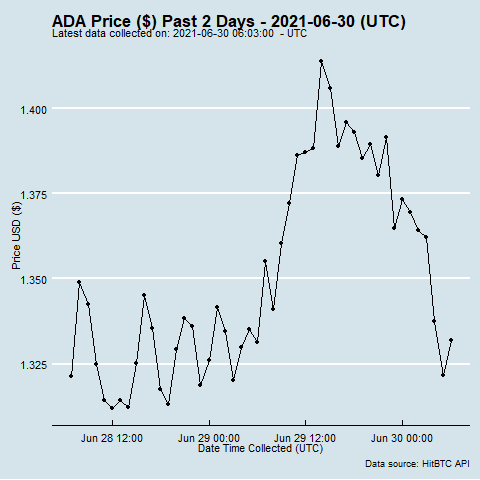 ADA Price ($) Past 2 Days - 2021-06-30 (UTC)
Latest data collected on: 2021-06-30 06:03:00  - UTC
1.400
1.375
1.350
1.325
Price USD ($)
Jun 28 12:00
Jun 29 00:00
Jun 29 12:00
Jun 30 00:00
Date Time Collected (UTC)
Data source: HitBTC API